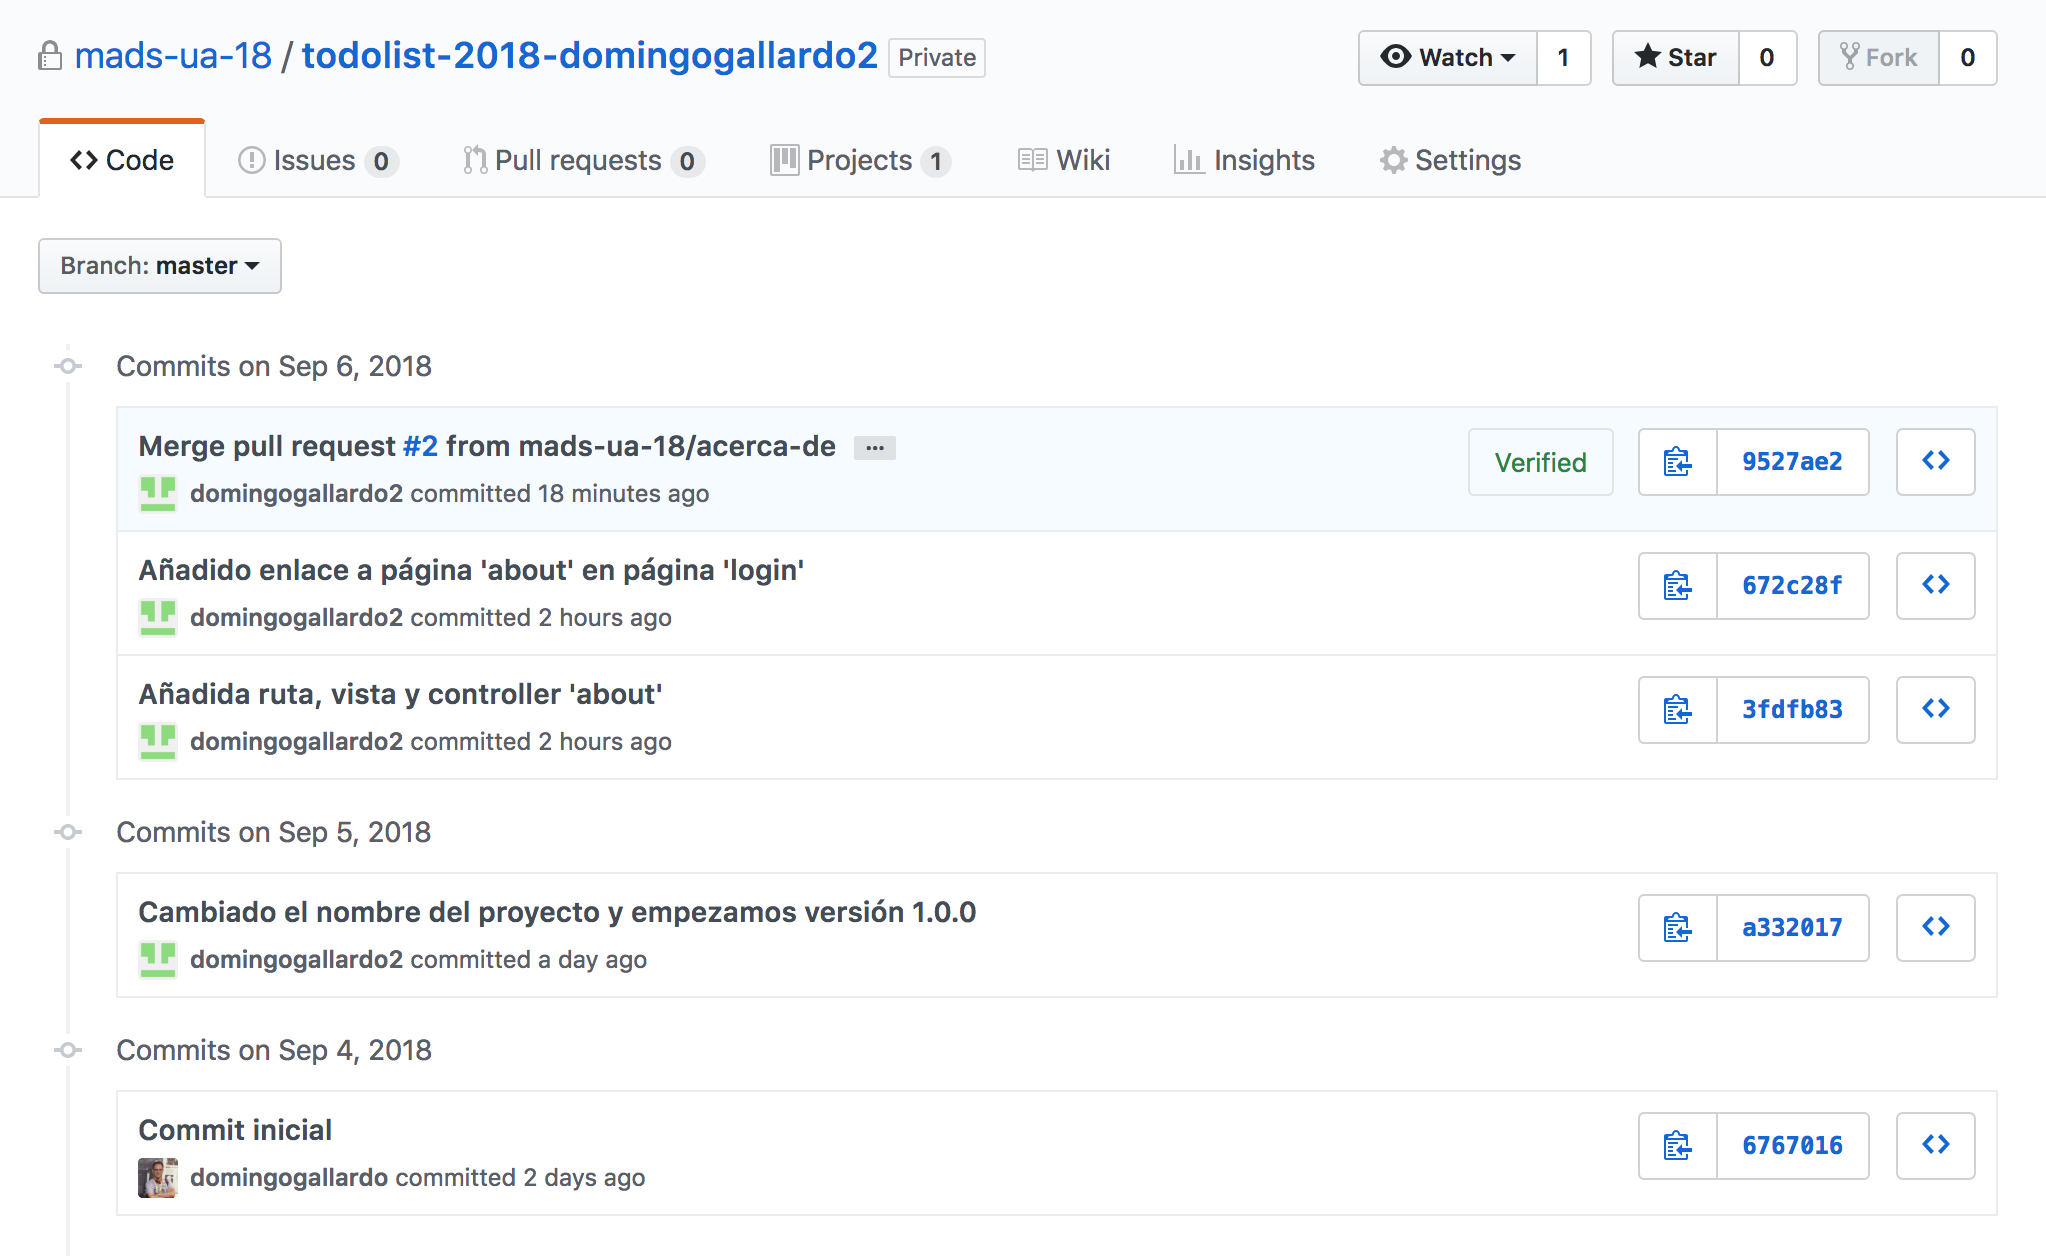 mads-ua-18 / todolist-2018-domingogallardo2 Private Watch 1 Star 0 Fork 0
Code Issues 0 Pull requests 0 Projects 1 Wiki Insights Settings
Branch: master
Commits on Sep 6, 2018
Merge pull request #2 from mads-ua-18/acerca-de ...
domingogallardo2 committed 18 minutes ago
Verified 9527ae2
Añadido enlace a página 'about' en página 'login'
domingogallardo2 committed 2 hours ago
672c28f
Añadida ruta, vista y controller 'about'
domingogallardo2 committed 2 hours ago
3fdfb83
Commits on Sep 5, 2018
Cambiado el nombre del proyecto y empezamos versión 1.0.0
domingogallardo2 committed a day ago
a332017
Commits on Sep 4, 2018
Commit inicial
domingogallardo committed 2 days ago
6767016